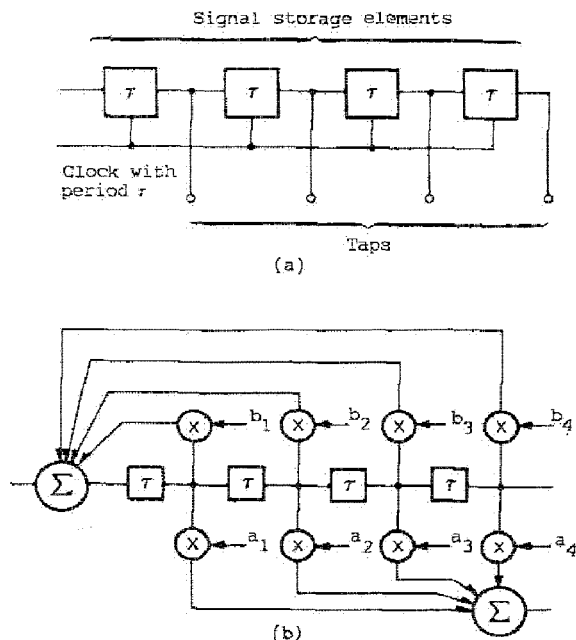 Signal storage elements
τ τ τ τ
Clock with
period τ
Taps
(a)
× b₁ × b₂ × b₃ × b₄
Σ τ τ τ τ
× a₁ × a₂ × a₃ × a₄
Σ
(b)